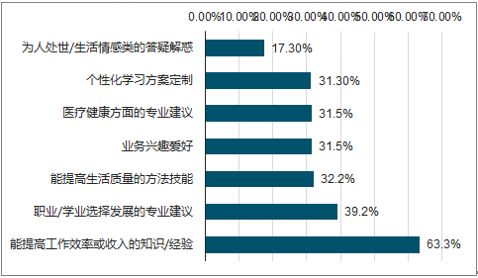 0.00% 10.00% 20.00% 30.00% 40.00% 50.00% 60.00% 70.00%
为人处世/生活情感类的答疑解惑 17.30%
个性化学习方案定制 31.30%
医疗健康方面的专业建议 31.5%
业务兴趣爱好 31.5%
能提高生活质量的方法技能 32.2%
职业/学业选择发展的专业建议 39.2%
能提高工作效率或收入的知识/经验 63.3%